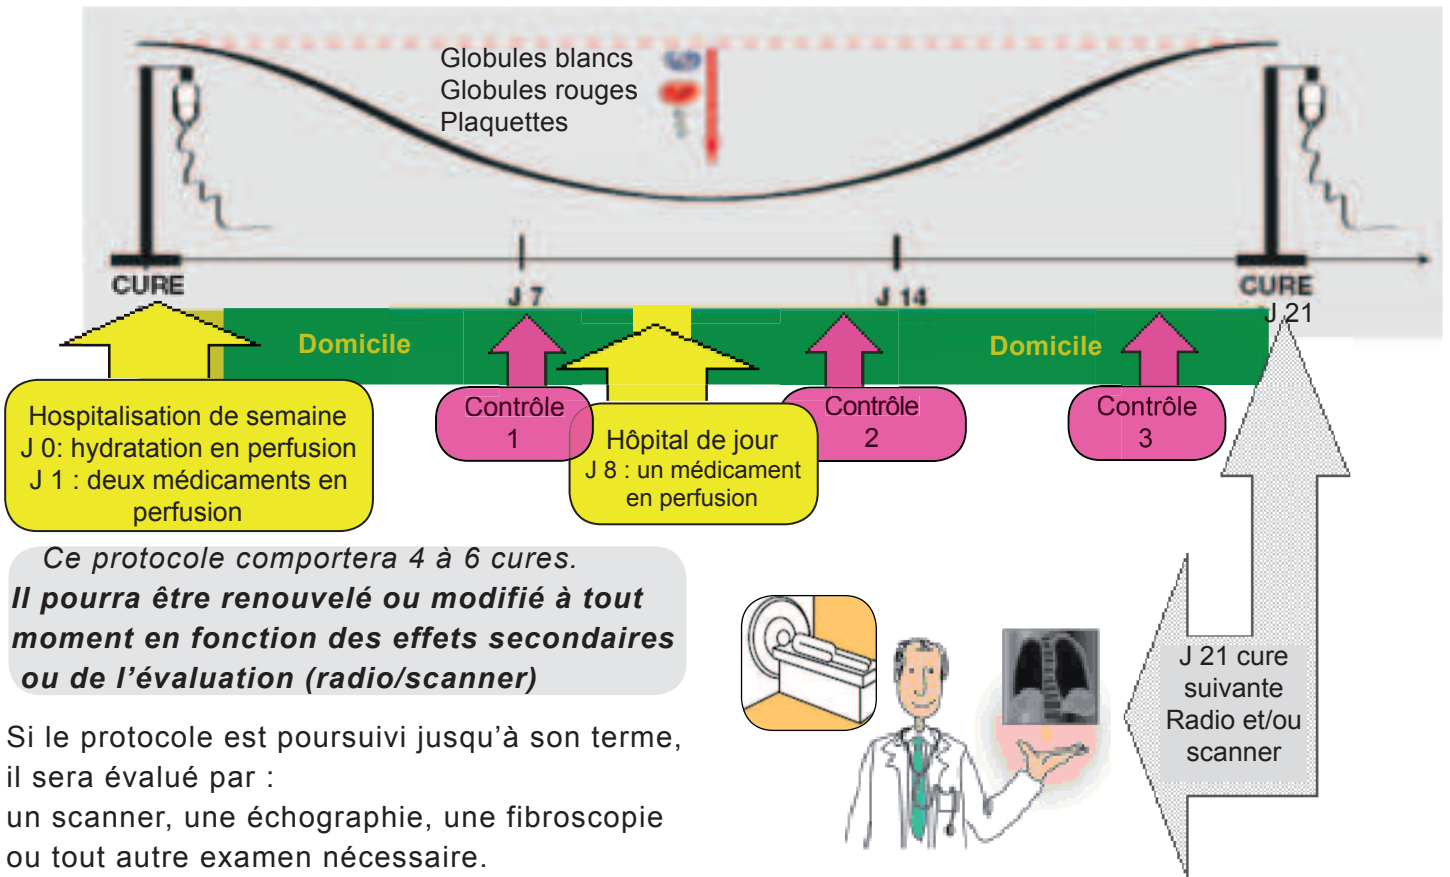 Globules blancs
Globules rouges
Plaquettes
CURE
J 7
J 14
CURE
J 21
Domicile
Domicile
Hospitalisation de semaine
J 0: hydratation en perfusion
J 1 : deux médicaments en
perfusion
Contrôle
1
Hôpital de jour
J 8 : un médicament
en perfusion
Contrôle
2
Contrôle
3
Ce protocole comportera 4 à 6 cures.
Il pourra être renouvelé ou modifié à tout
moment en fonction des effets secondaires
ou de l’évaluation (radio/scanner)
Si le protocole est poursuivi jusqu’à son terme,
il sera évalué par :
un scanner, une échographie, une fibroscopie
ou tout autre examen nécessaire.
J 21 cure
suivante
Radio et/ou
scanner